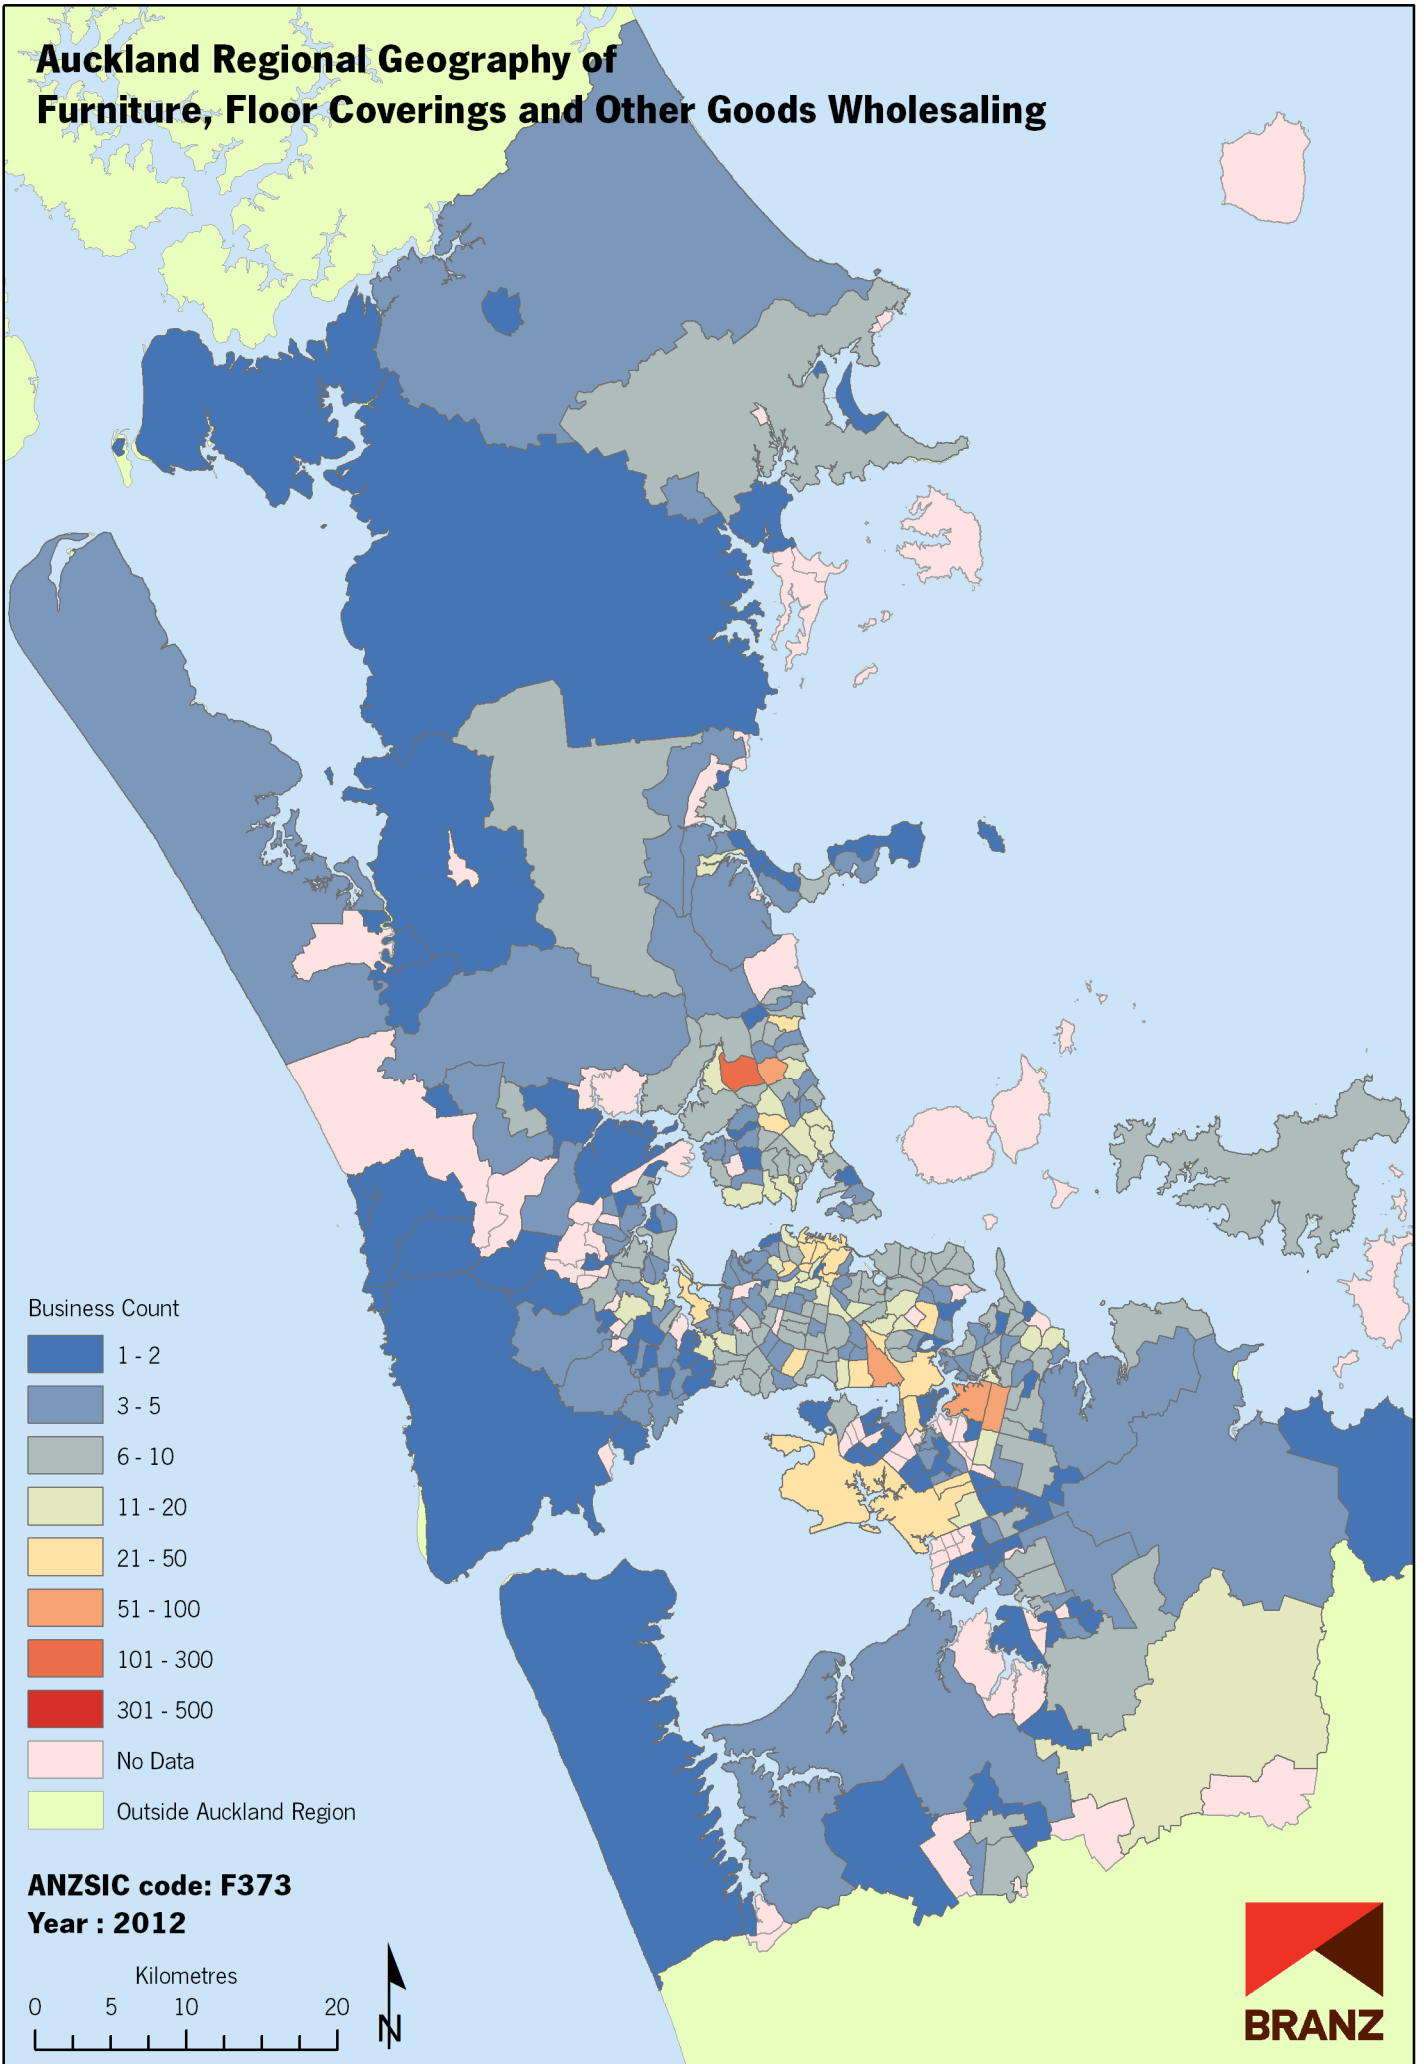 Auckland Regional Geography of
Furniture, Floor Coverings and Other Goods Wholesaling
Business Count
1 - 2
3 - 5
6 - 10
11 - 20
21 - 50
51 - 100
101 - 300
301 - 500
No Data
Outside Auckland Region
ANZSIC code: F373
Year : 2012
Kilometres
0 5 10 20
N
BRANZ